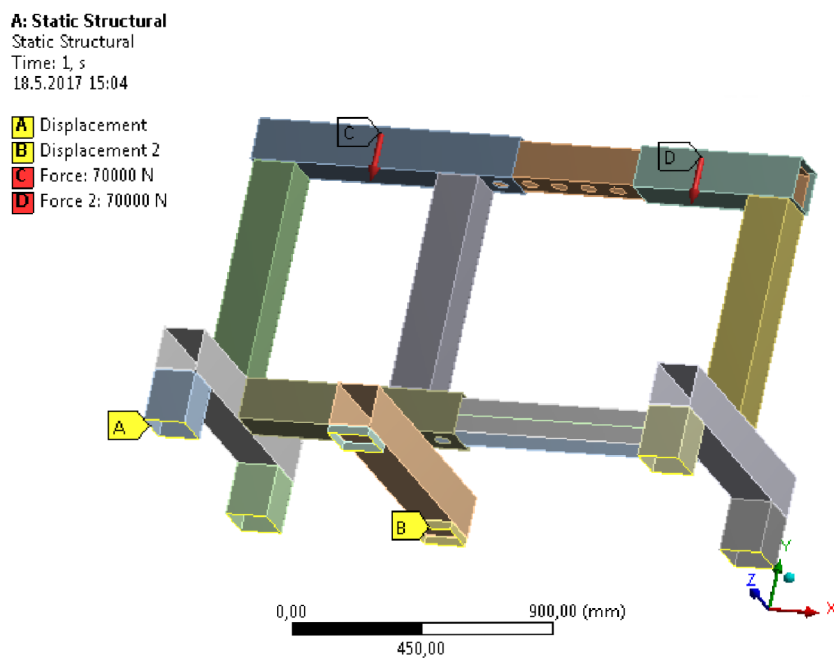 A: Static Structural
Static Structural
Time: 1, s
18.5.2017 15:04
A Displacement
B Displacement 2
C Force: 70000 N
D Force 2: 70000 N
C
D
A
B
Y
Z
X
0,00
900,00 (mm)
450,00